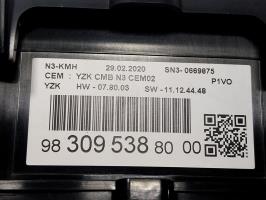 N3-KMH 29.02.2020 SN3- 0669875
CEM : YZK CMB N3 CEM02 P1VO
YZK HW - 07.80.03 SW - 11.12.44.48
98 309 538 80 00